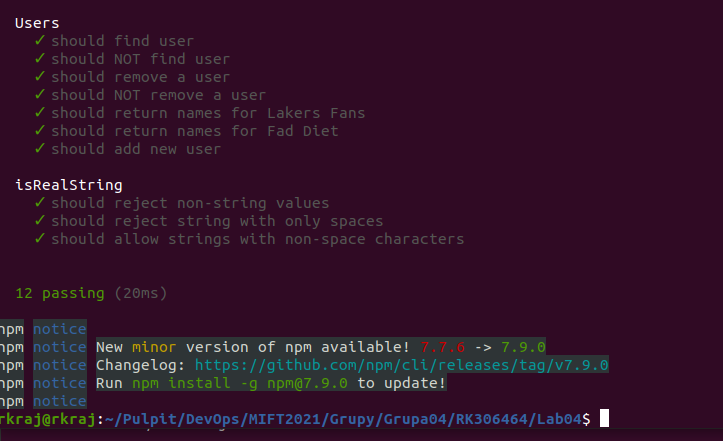 Users
✓ should find user
✓ should NOT find user
✓ should remove a user
✓ should NOT remove a user
✓ should return names for Lakers Fans
✓ should return names for Fad Diet
✓ should add new user
isRealString
✓ should reject non-string values
✓ should reject string with only spaces
✓ should allow strings with non-space characters
12 passing (20ms)
npm notice
npm notice New minor version of npm available! 7.7.6 -> 7.9.0
npm notice Changelog: https://github.com/npm/cli/releases/tag/v7.9.0
npm notice Run npm install -g npm@7.9.0 to update!
npm notice
rkraj@rkraj:~/Pulpit/DevOps/MIFT2021/Grupy/Grupa04/RK306464/Lab04$